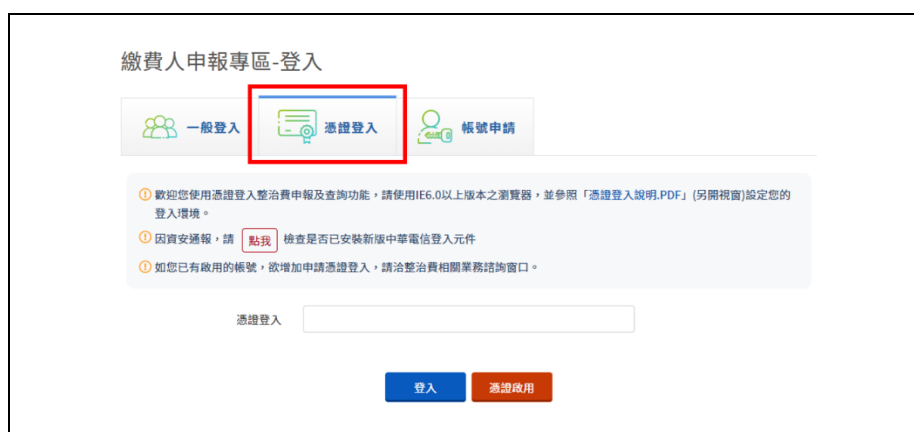 繳費人申報專區-登入
一般登入 憑證登入 帳號申請
歡迎您使用憑證登入整治費申報及查詢功能，請使用IE6.0以上版本之瀏覽器，並參照「憑證登入說明.PDF」(另開視窗)設定您的
登入環境。
因資安通報，請 點我 檢查是否已安裝新版中華電信登入元件
如您已有啟用的帳號，欲增加申請憑證登入，請洽整治費相關業務諮詢窗口。
憑證登入
登入 憑證啟用